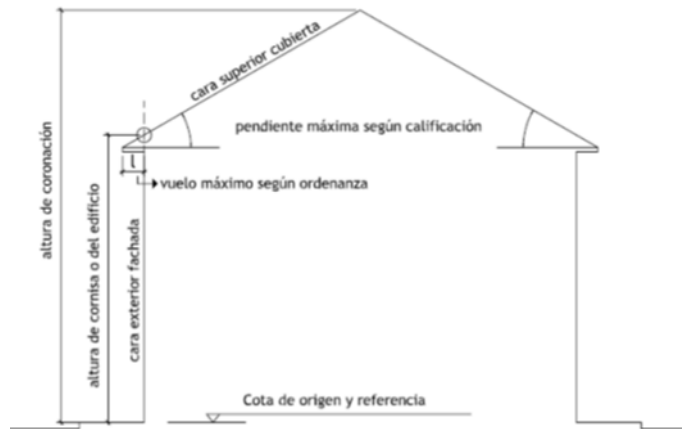 cara superior cubierta
pendiente máxima según calificación
vuelo máximo según ordenanza
altura de coronación
altura de cornisa o del edificio
cara exterior fachada
l
Cota de origen y referencia